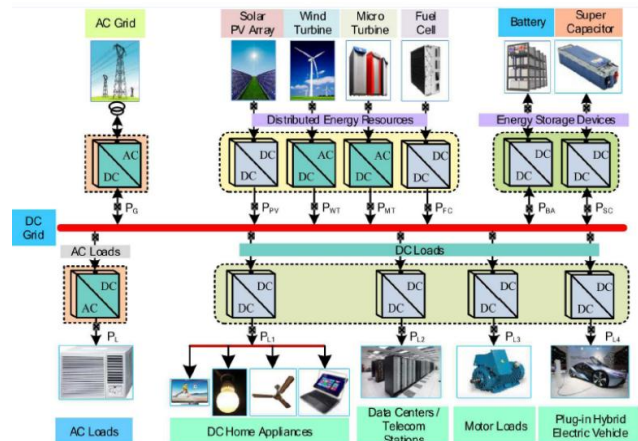 AC Grid
Solar
PV Array
Wind
Turbine
Micro
Turbine
Fuel
Cell
Battery
Super
Capacitor
Distributed Energy Resources
Energy Storage Devices
AC
DC
DC
DC
AC
DC
AC
DC
DC
DC
DC
DC
DC
DC
PG
PPV
PWT
PMT
PFC
PBA
PSC
DC
Grid
AC Loads
DC Loads
DC
AC
DC
DC
DC
DC
DC
DC
DC
DC
PL
PL1
PL2
PL3
PL4
AC Loads
DC Home Appliances
Data Centers /
Telecom
Stations
Motor Loads
Plug-in Hybrid
Electric Vehicle